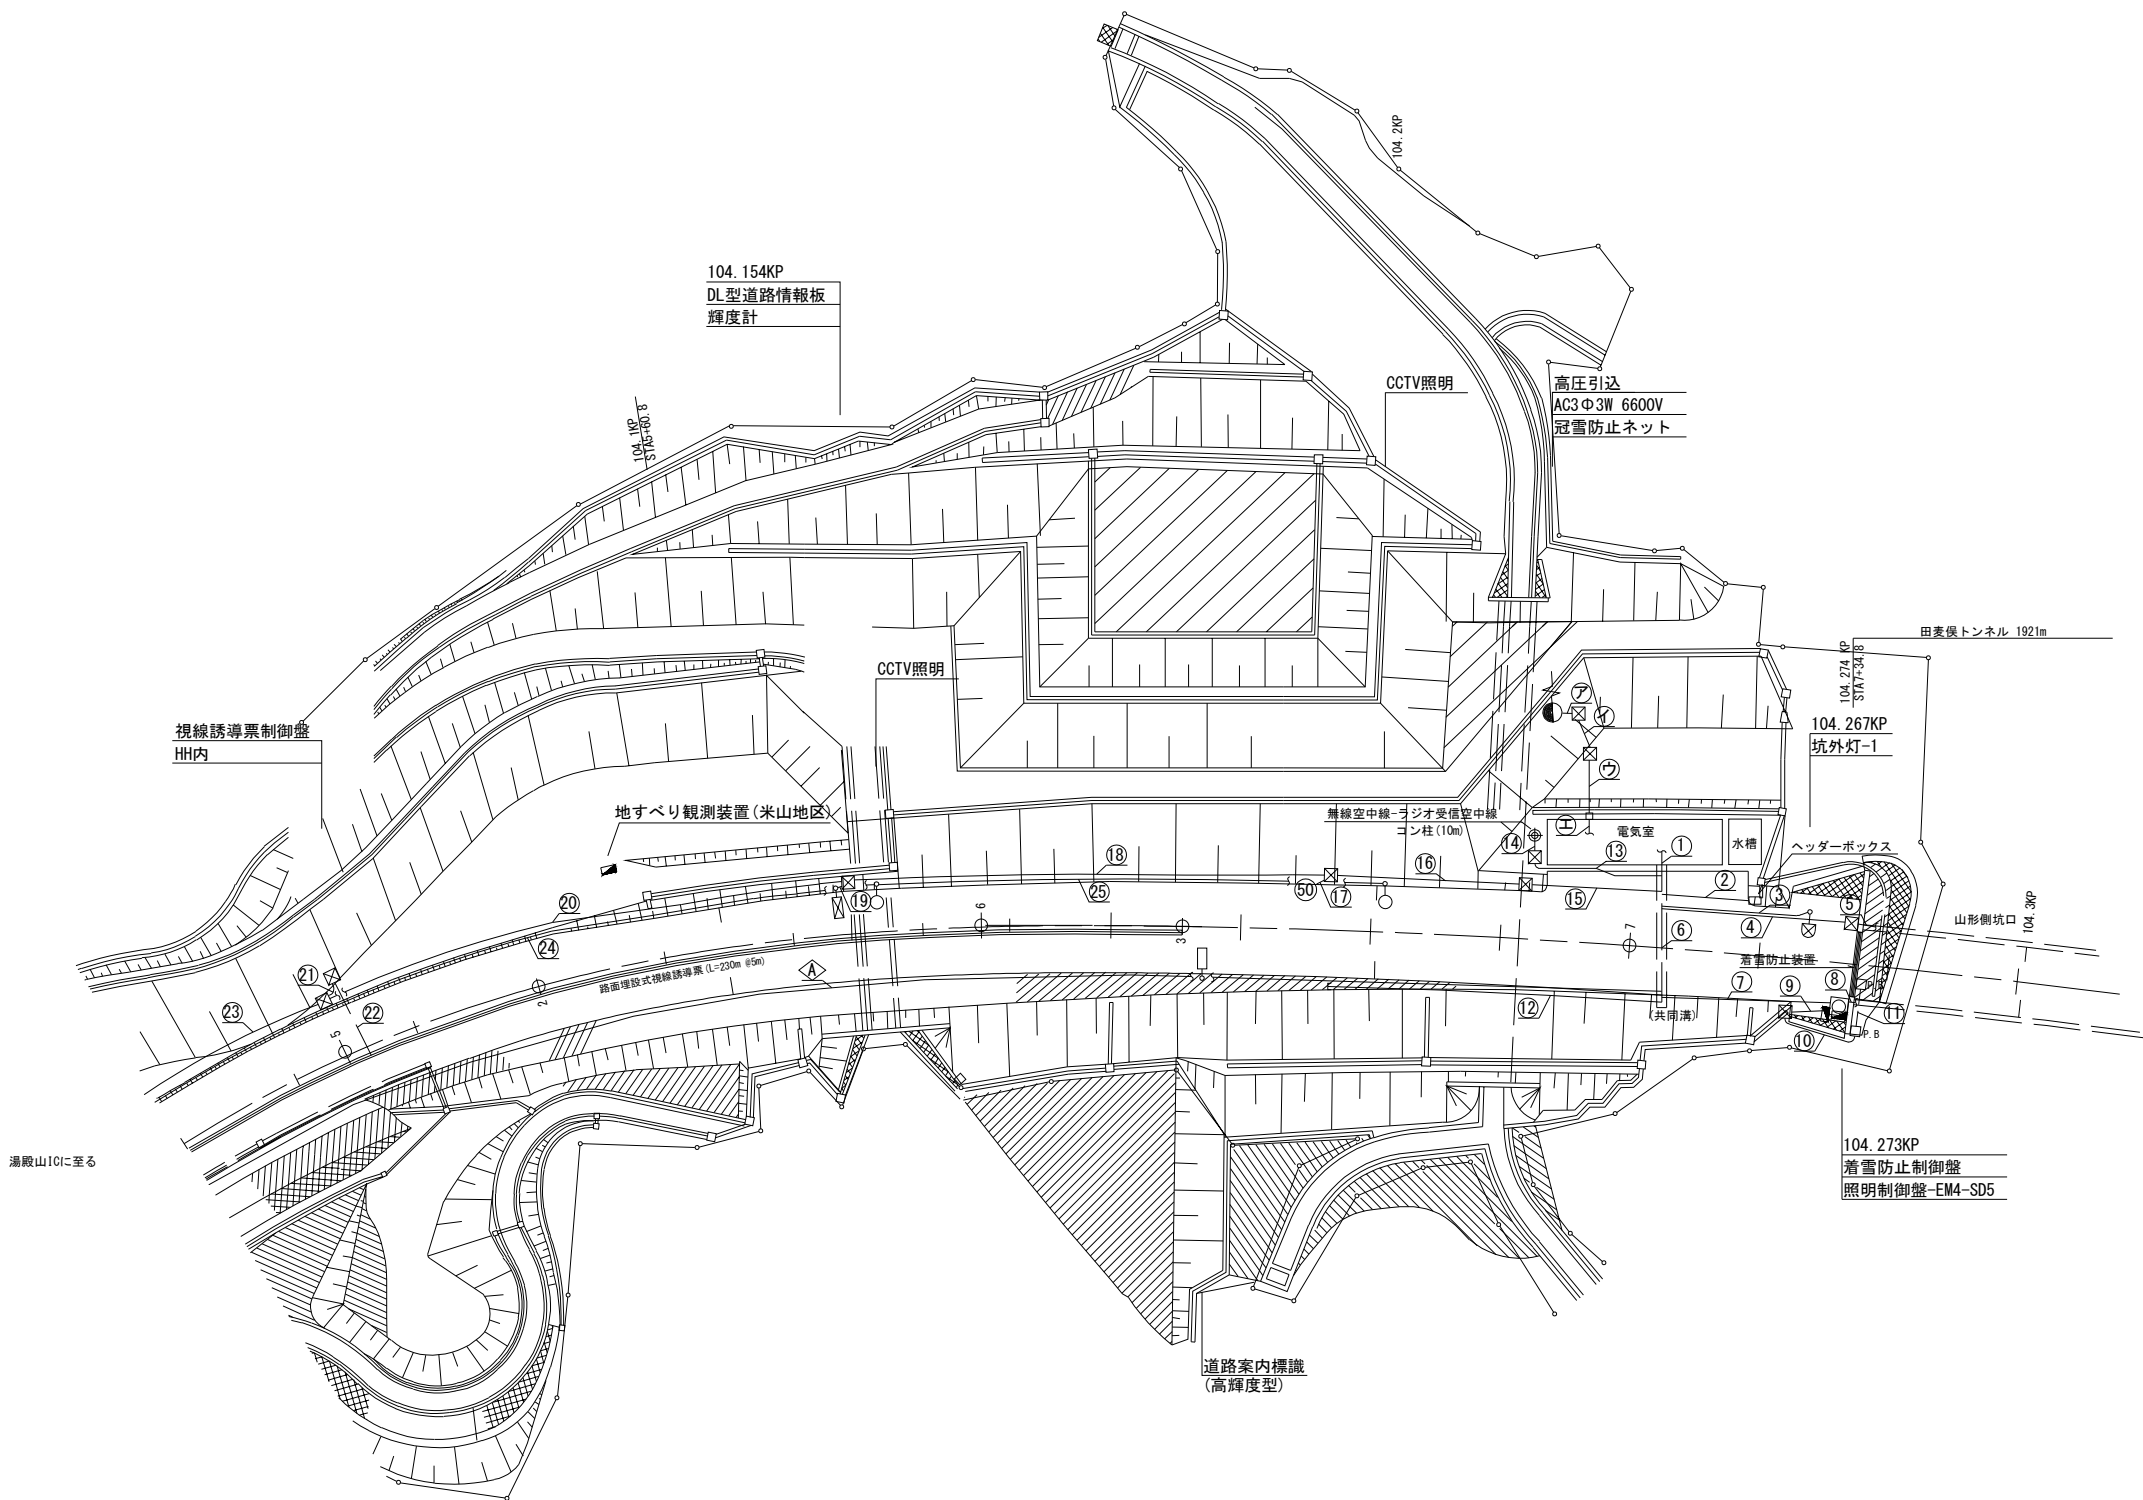 104.2KP
104.154KP
DL型道路情報板
輝度計
CCTV照明
高圧引込
AC3Φ3W 6600V
冠雪防止ネット
104.1KP
STA5+60.8
田麦俣トンネル 1921m
104.274 KP
STA7+34.8
CCTV照明
ア
イ
104.267KP
坑外灯-1
視線誘導票制御盤
HH内
ウ
地すべり観測装置(米山地区)
無線空中線-ラジオ受信空中線
コン柱(10m)
エ
電気室
水槽
ヘッダーボックス
⑭
①
⑬
⑱
⑯
②
③
㉕
㊿
⑰
⑮
⑲
⑤
④
⑳
山形側坑口
104.3KP
6
3
7
⑥
㉔
着雪防止装置
A
路面埋設式視線誘導票(L=230m @5m)
㉑
2
⑧
⑨
⑦
⑫
(共同溝)
⑪
㉓
㉒
5
P.B
⑩
104.273KP
着雪防止制御盤
照明制御盤-EM4-SD5
湯殿山ICに至る
道路案内標識
(高輝度型)